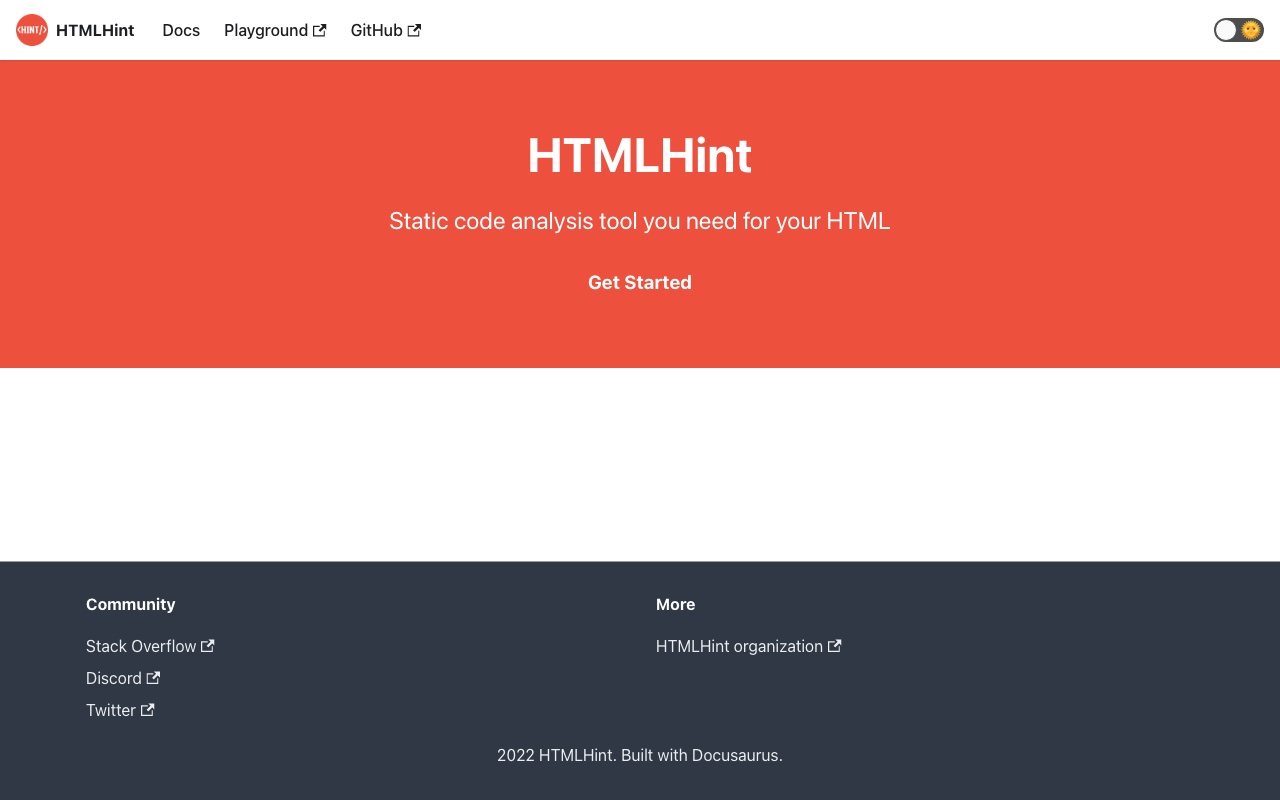 <HINT/>
HTMLHint
Docs
Playground
GitHub
HTMLHint
Static code analysis tool you need for your HTML
Get Started
Community
More
Stack Overflow
HTMLHint organization
Discord
Twitter
2022 HTMLHint. Built with Docusaurus.